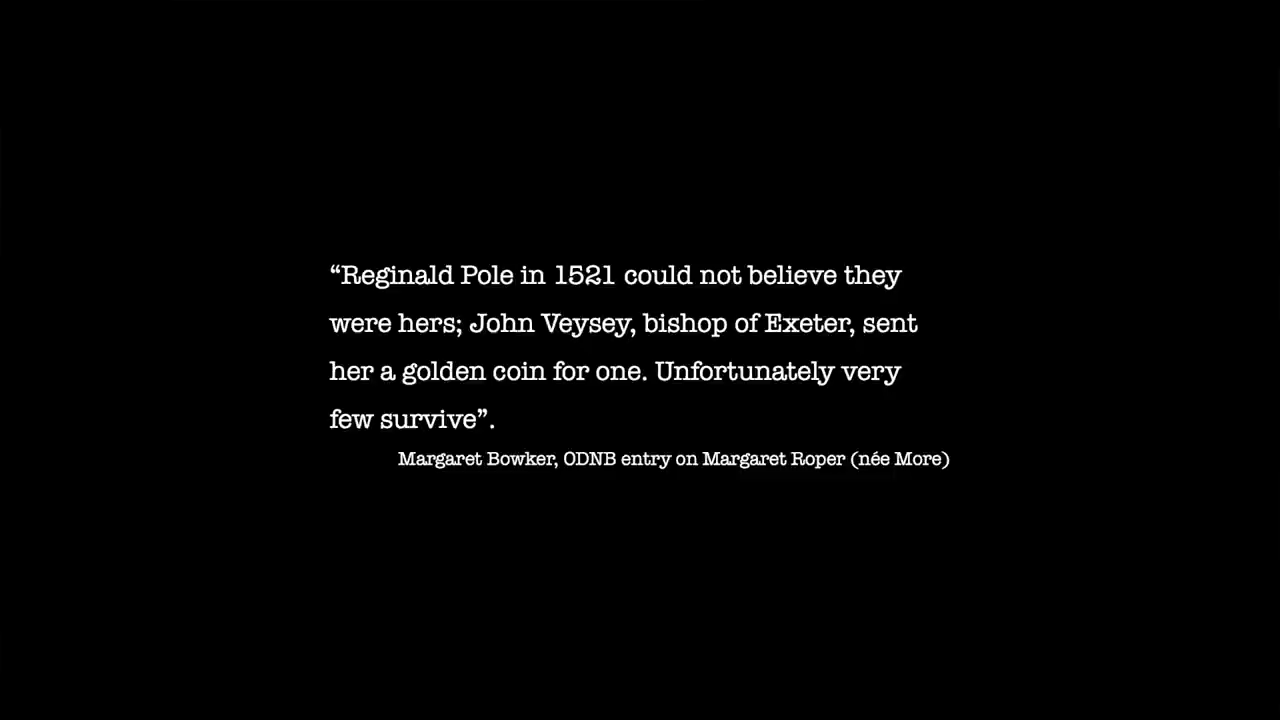 “Reginald Pole in 1521 could not believe they
were hers; John Veysey, bishop of Exeter, sent
her a golden coin for one. Unfortunately very
few survive”.
Margaret Bowker, ODNB entry on Margaret Roper (née More)